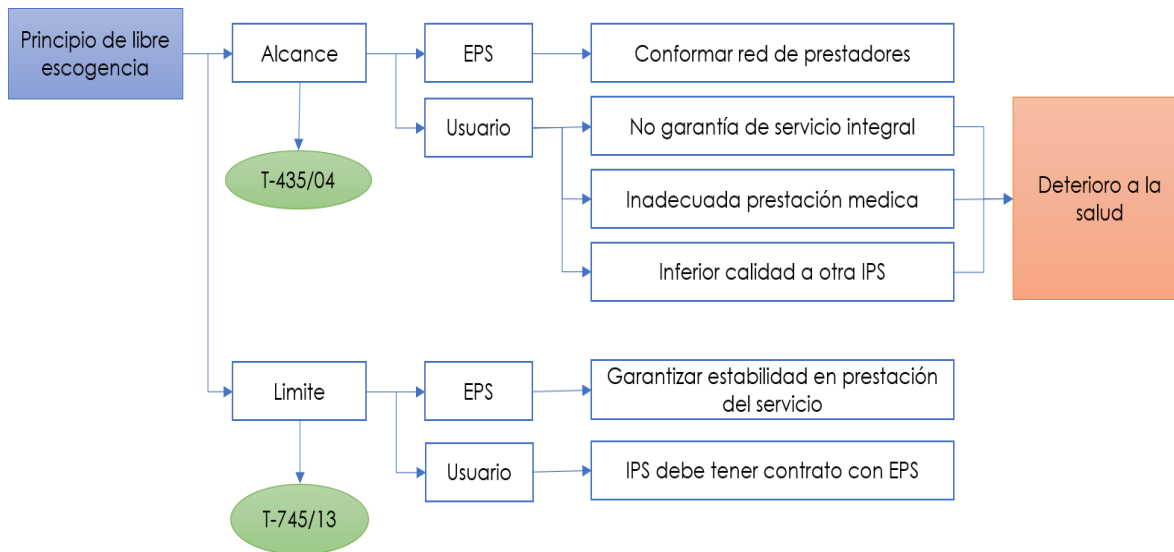 Principio de libre
escogencia
Alcance
EPS
Conformar red de prestadores
Usuario
No garantía de servicio integral
T-435/04
Inadecuada prestación medica
Deterioro a la
salud
Inferior calidad a otra IPS
Limite
EPS
Garantizar estabilidad en prestación
del servicio
Usuario
IPS debe tener contrato con EPS
T-745/13